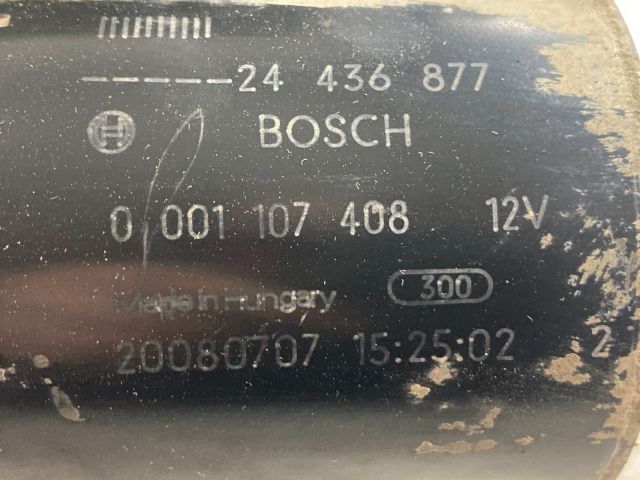 -----24 436 877
BOSCH
0 001 107 408 12V
Made in Hungary 300
20080707 15:25:02 2